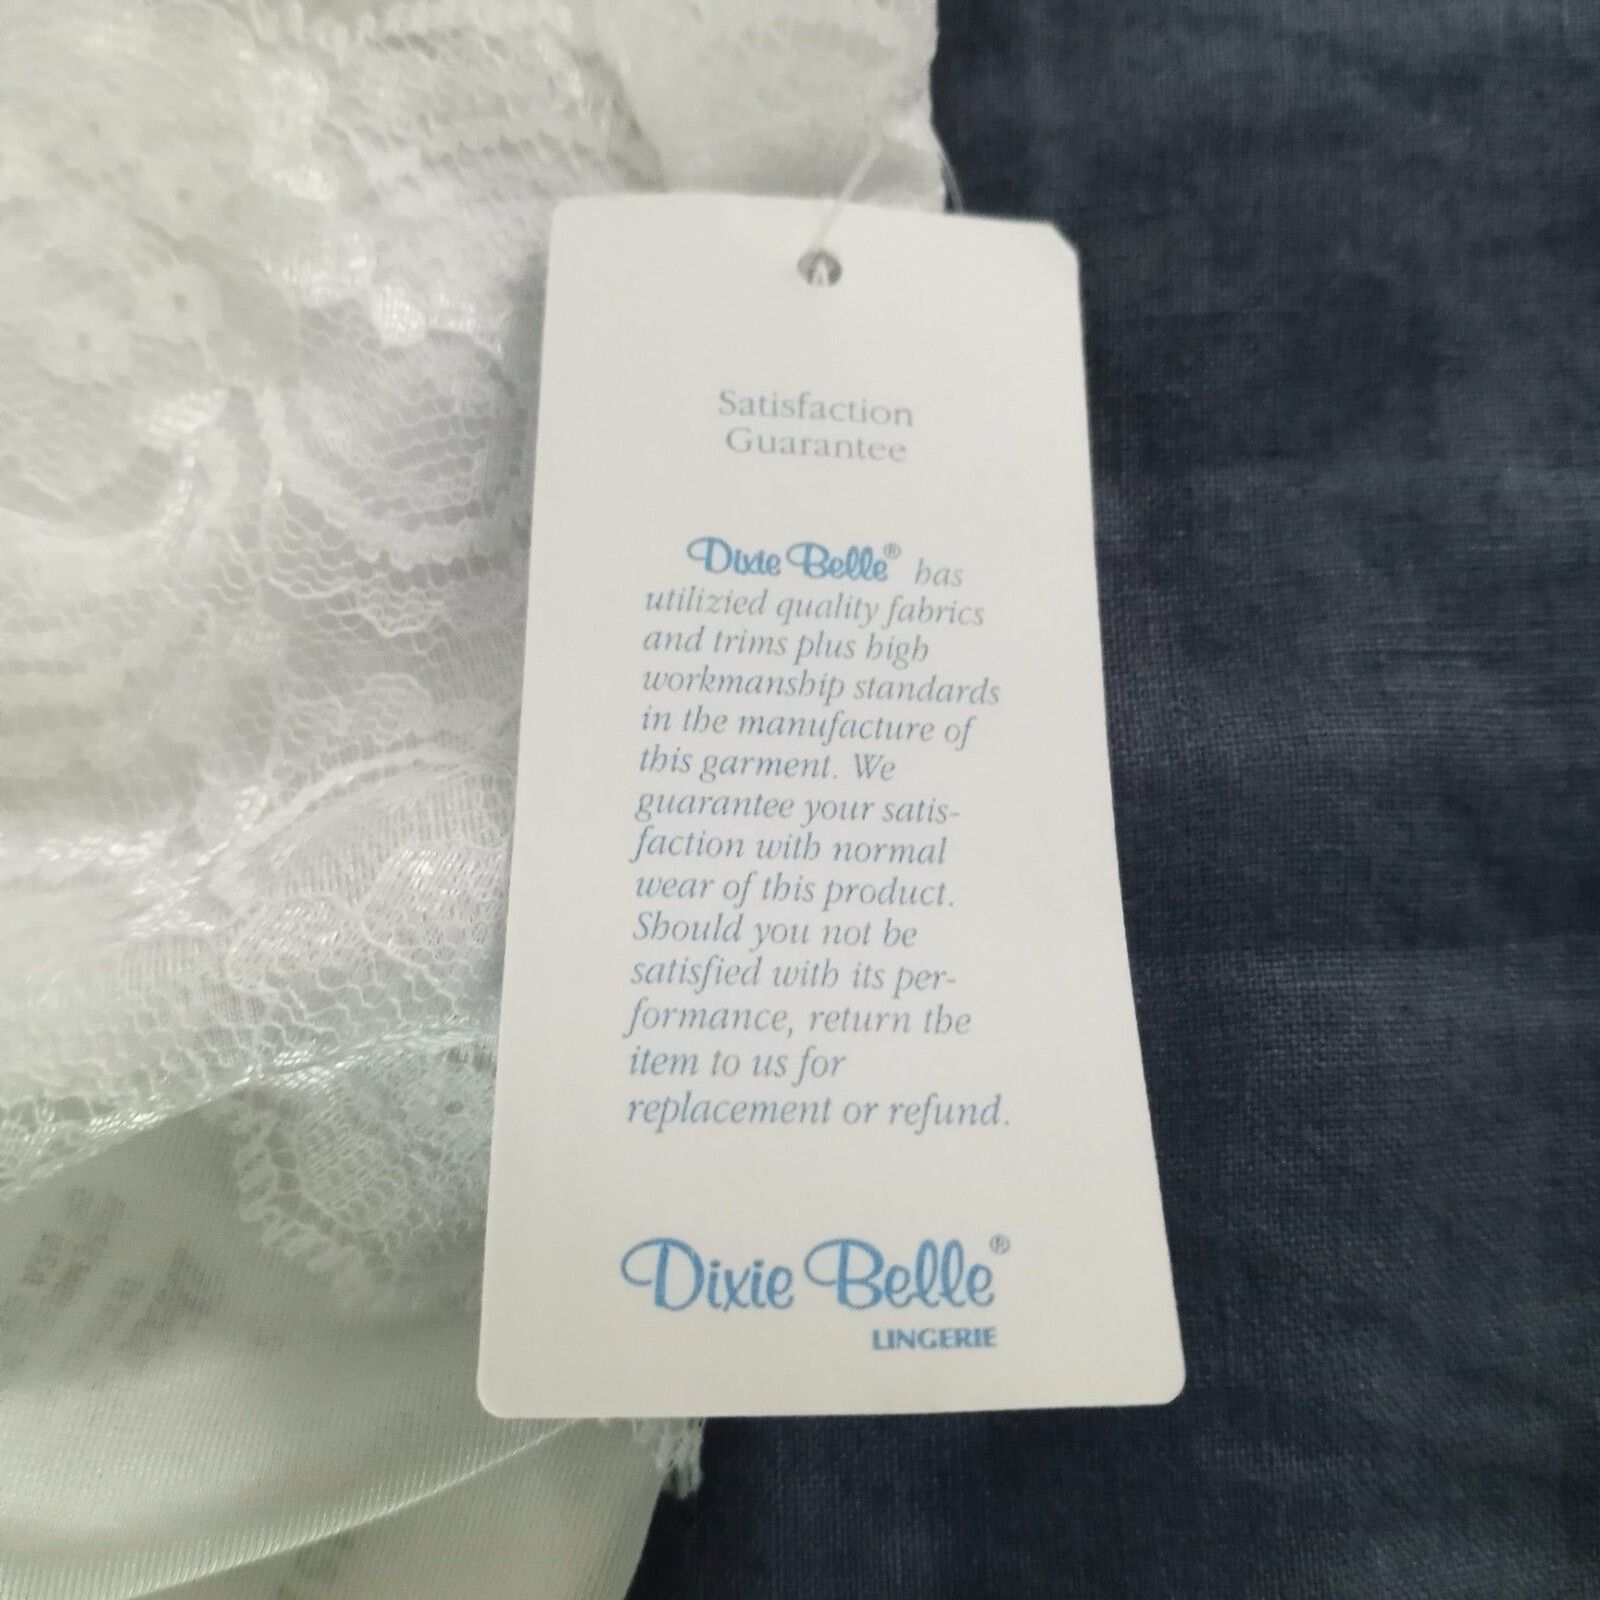 Satisfaction
Guarantee
Dixie Belle® has
utilizied quality fabrics
and trims plus high
workmanship standards
in the manufacture of
this garment. We
guarantee your satis-
faction with normal
wear of this product.
Should you not be
satisfied with its per-
formance, return the
item to us for
replacement or refund.
Dixie Belle®
LINGERIE